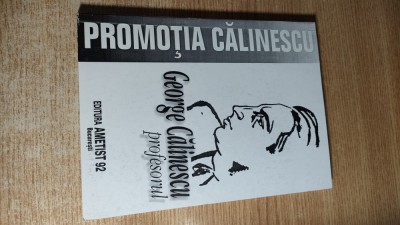 PROMOȚIA CĂLINESCU
George Călinescu
profesorul
EDITURA AMETIST 92
București